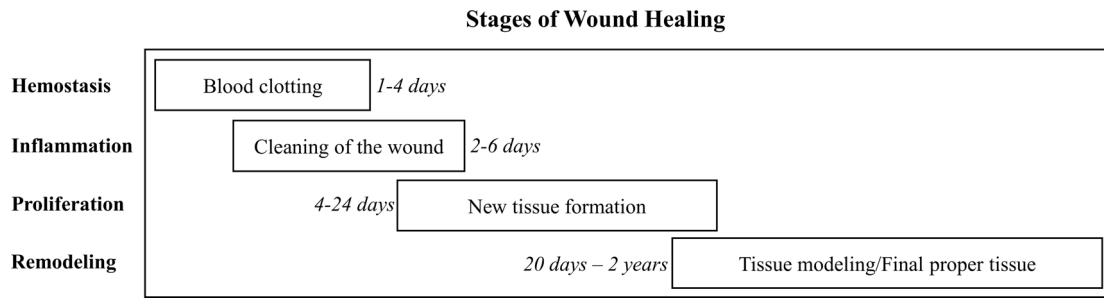 Stages of Wound Healing
Hemostasis Blood clotting 1-4 days
Inflammation Cleaning of the wound 2-6 days
Proliferation 4-24 days New tissue formation
Remodeling 20 days – 2 years Tissue modeling/Final proper tissue